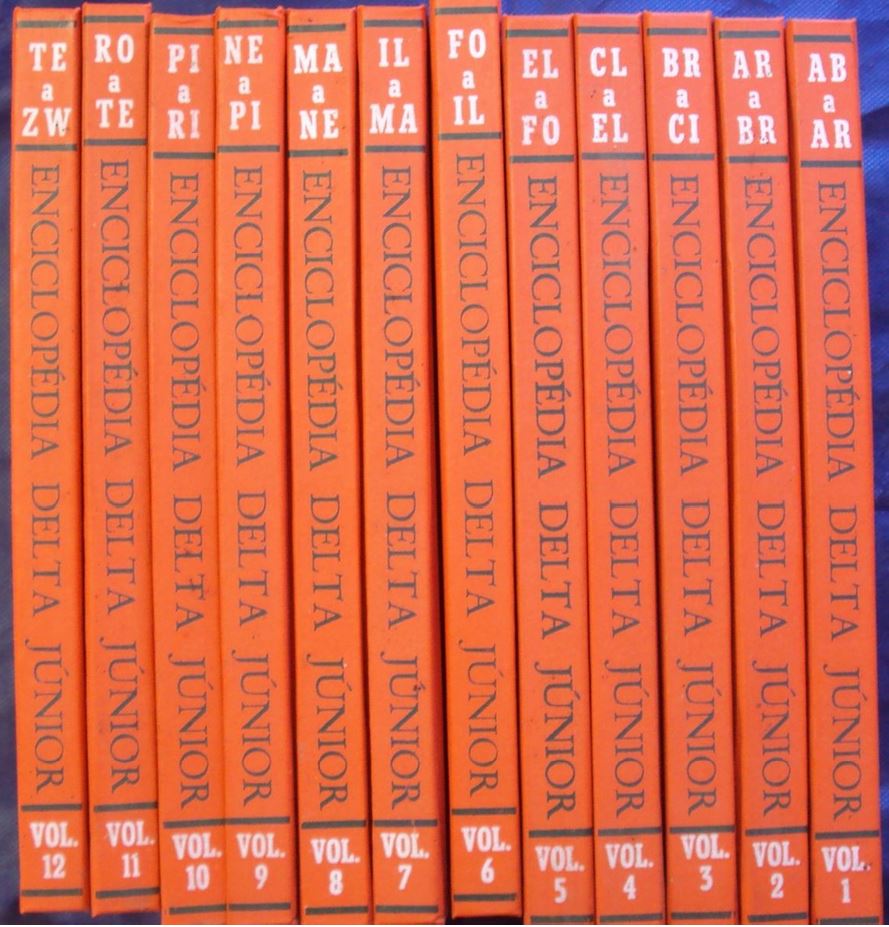 TE
a
ZW
ENCICLOPÉDIA DELTA JÚNIOR
VOL.
12
RO
a
TE
ENCICLOPÉDIA DELTA JÚNIOR
VOL.
11
PI
a
RI
ENCICLOPÉDIA DELTA JÚNIOR
VOL.
10
NE
a
PI
ENCICLOPÉDIA DELTA JÚNIOR
VOL.
9
MA
a
NE
ENCICLOPÉDIA DELTA JÚNIOR
VOL.
8
IL
a
MA
ENCICLOPÉDIA DELTA JÚNIOR
VOL.
7
FO
a
IL
ENCICLOPÉDIA DELTA JÚNIOR
VOL.
6
EL
a
FO
ENCICLOPÉDIA DELTA JÚNIOR
VOL.
5
CL
a
EL
ENCICLOPÉDIA DELTA JÚNIOR
VOL.
4
BR
a
CI
ENCICLOPÉDIA DELTA JÚNIOR
VOL.
3
AR
a
BR
ENCICLOPÉDIA DELTA JÚNIOR
VOL.
2
AB
a
AR
ENCICLOPÉDIA DELTA JÚNIOR
VOL.
1